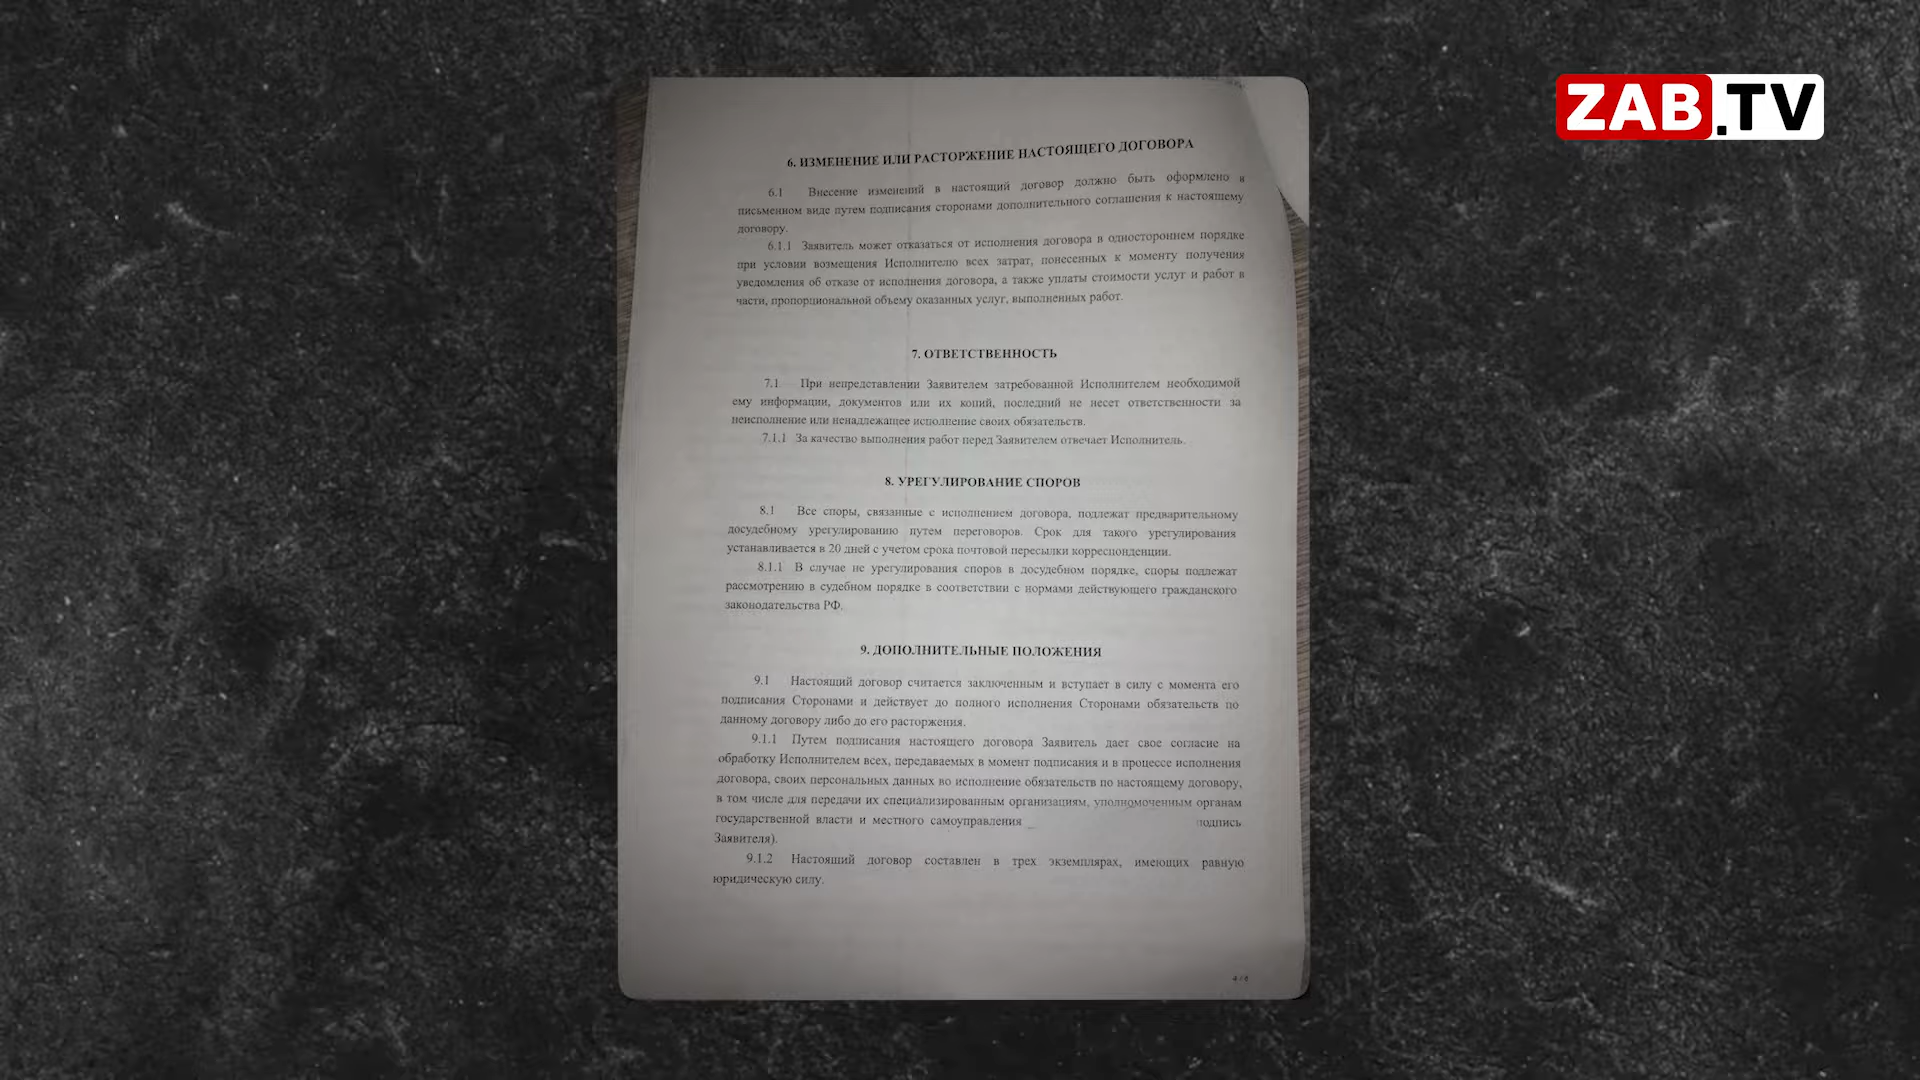 ZAB.TV
6. ИЗМЕНЕНИЕ ИЛИ РАСТОРЖЕНИЕ НАСТОЯЩЕГО ДОГОВОРА
6.1 Внесение изменений в настоящий договор должно быть оформлено в
письменном виде путем подписания сторонами дополнительного соглашения к настоящему
договору.
6.1.1 Заявитель может отказаться от исполнения договора в одностороннем порядке
при условии возмещения Исполнителю всех затрат, понесенных к моменту получения
уведомления об отказе от исполнения договора, а также уплаты стоимости услуг и работ в
части, пропорциональной объему оказанных услуг, выполненных работ.
7. ОТВЕТСТВЕННОСТЬ
7.1 При непредставлении Заявителем затребованной Исполнителем необходимой
ему информации, документов или их копий, последний не несет ответственности за
неисполнение или ненадлежащее исполнение своих обязательств.
7.1.1 За качество выполнения работ перед Заявителем отвечает Исполнитель.
8. УРЕГУЛИРОВАНИЕ СПОРОВ
8.1 Все споры, связанные с исполнением договора, подлежат предварительному
досудебному урегулированию путем переговоров. Срок для такого урегулирования
устанавливается в 20 дней с учетом срока почтовой пересылки корреспонденции.
8.1.1 В случае не урегулирования споров в досудебном порядке, споры подлежат
рассмотрению в судебном порядке в соответствии с нормами действующего гражданского
законодательства РФ.
9. ДОПОЛНИТЕЛЬНЫЕ ПОЛОЖЕНИЯ
9.1 Настоящий договор считается заключенным и вступает в силу с момента его
подписания Сторонами и действует до полного исполнения Сторонами обязательств по
данному договору либо до его расторжения.
9.1.1 Путем подписания настоящего договора Заявитель дает свое согласие на
обработку Исполнителем всех, передаваемых в момент подписания и в процессе исполнения
договора, своих персональных данных во исполнение обязательств по настоящему договору,
в том числе для передачи их специализированным организациям, уполномоченным органам
государственной власти и местного самоуправления _ подпись
Заявителя).
9.1.2 Настоящий договор составлен в трех экземплярах, имеющих равную
юридическую силу.